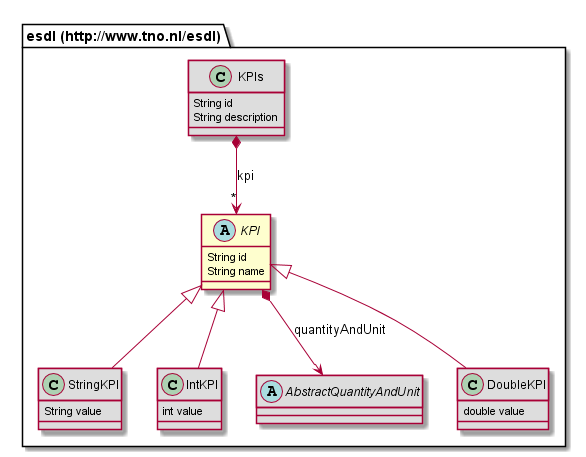 esdl (http://www.tno.nl/esdl)
C KPIs
String id
String description
kpi
*
A KPI
String id
String name
quantityAndUnit
C StringKPI
String value
C IntKPI
int value
A AbstractQuantityAndUnit
C DoubleKPI
double value